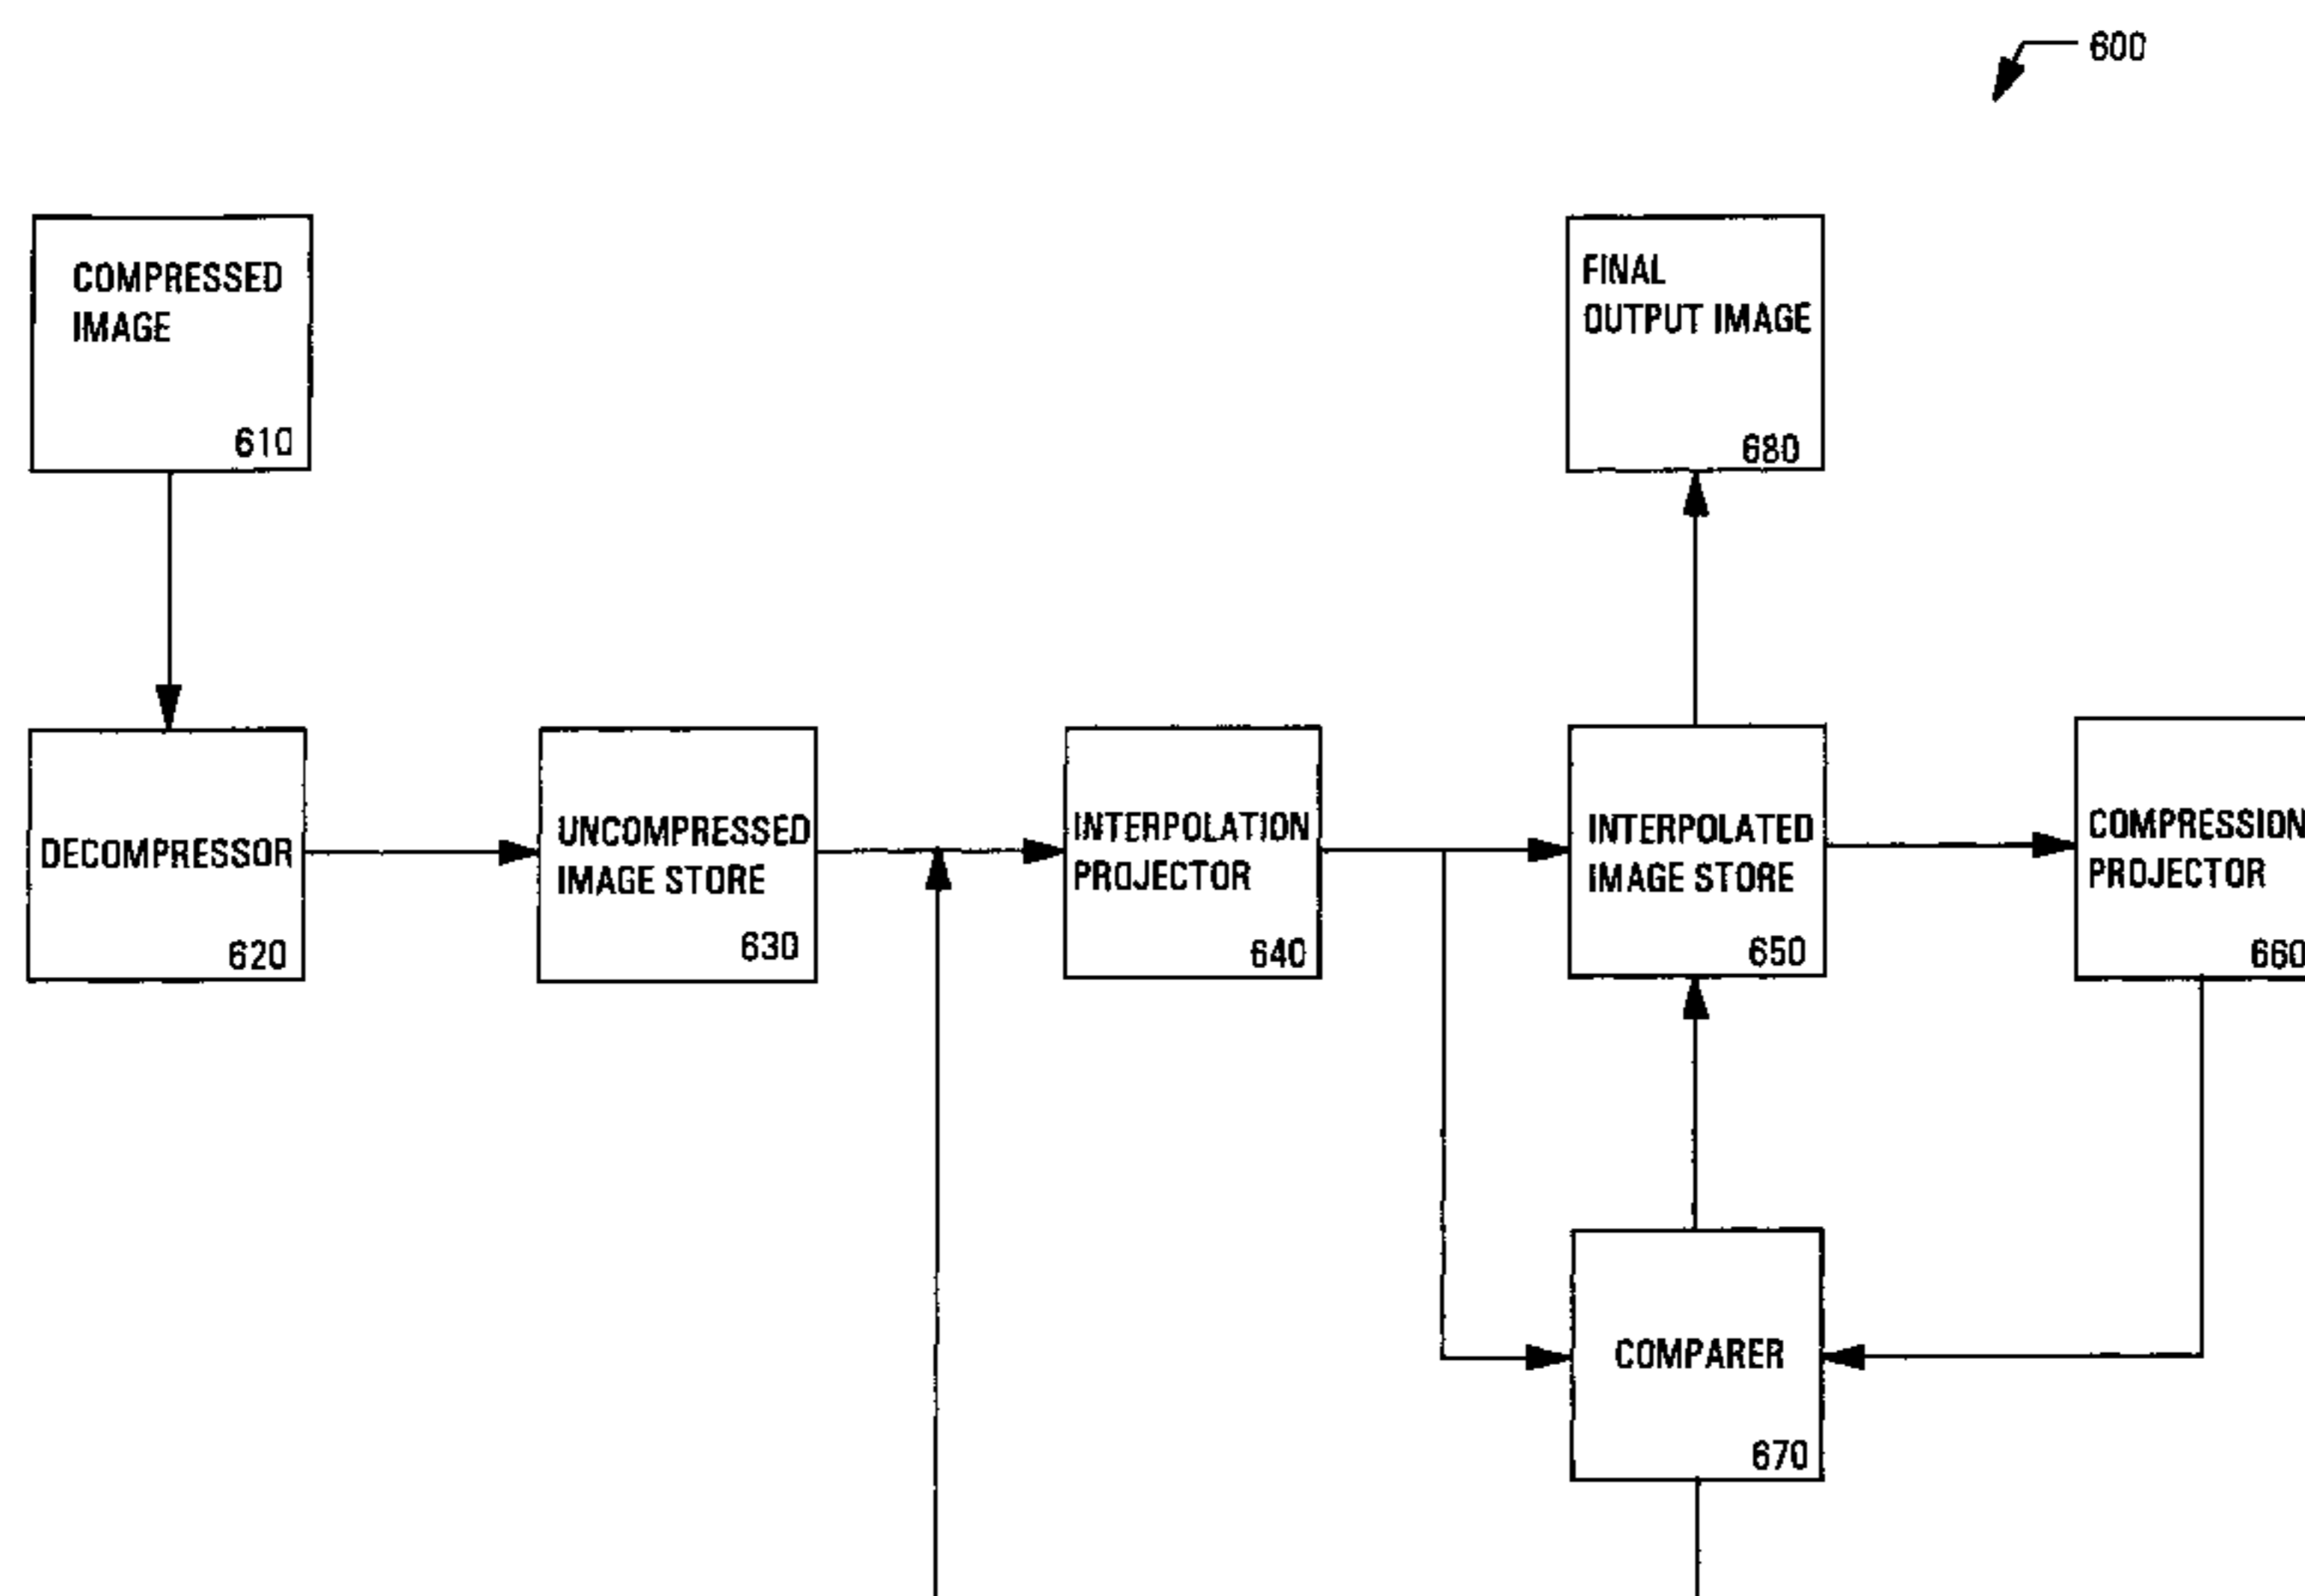 600
COMPRESSED
IMAGE
610
FINAL
OUTPUT IMAGE
680
DECOMPRESSOR
620
UNCOMPRESSED
IMAGE STORE
630
INTERPOLATION
PROJECTOR
640
INTERPOLATED
IMAGE STORE
650
COMPRESSION
PROJECTOR
660
COMPARER
670